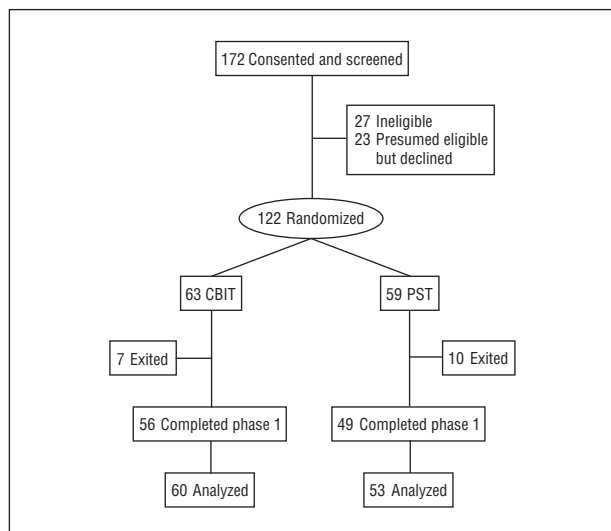 172 Consented and screened
27 Ineligible
23 Presumed eligible
but declined
122 Randomized
63 CBIT
59 PST
7 Exited
10 Exited
56 Completed phase 1
49 Completed phase 1
60 Analyzed
53 Analyzed